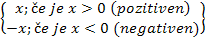 x; če je x > 0 (pozitiven)
−x; če je x < 0 (negativen)